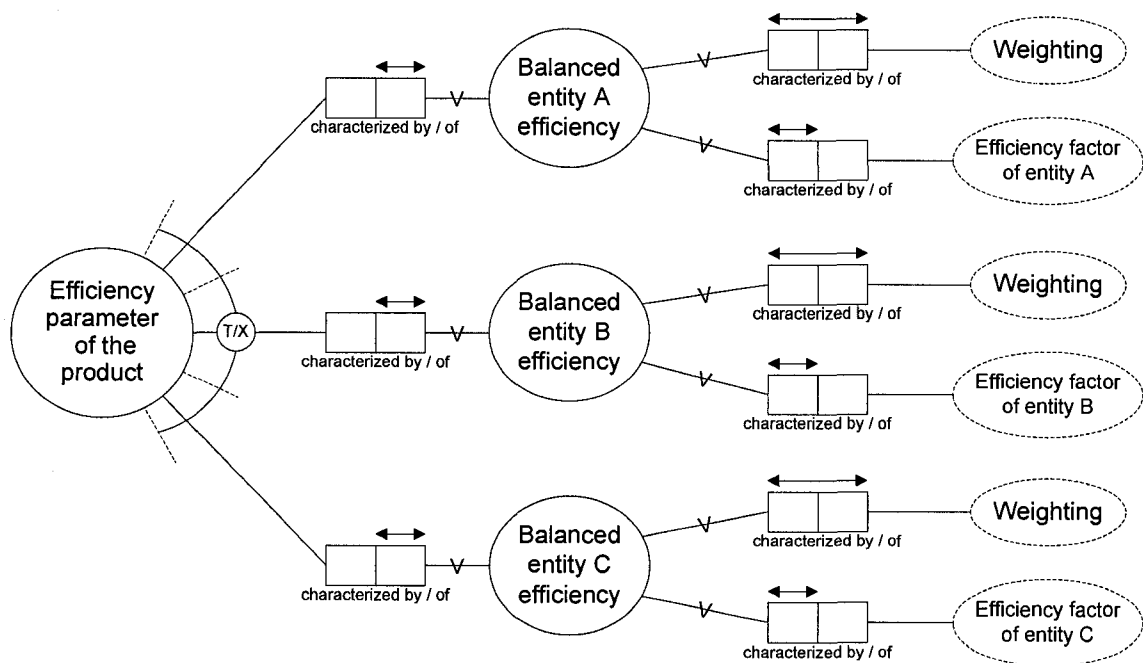 Efficiency
parameter
of the
product
T/X
characterized by / of
Balanced
entity A
efficiency
characterized by / of
Weighting
characterized by / of
Efficiency factor
of entity A
characterized by / of
Balanced
entity B
efficiency
characterized by / of
Weighting
characterized by / of
Efficiency factor
of entity B
characterized by / of
Balanced
entity C
efficiency
characterized by / of
Weighting
characterized by / of
Efficiency factor
of entity C